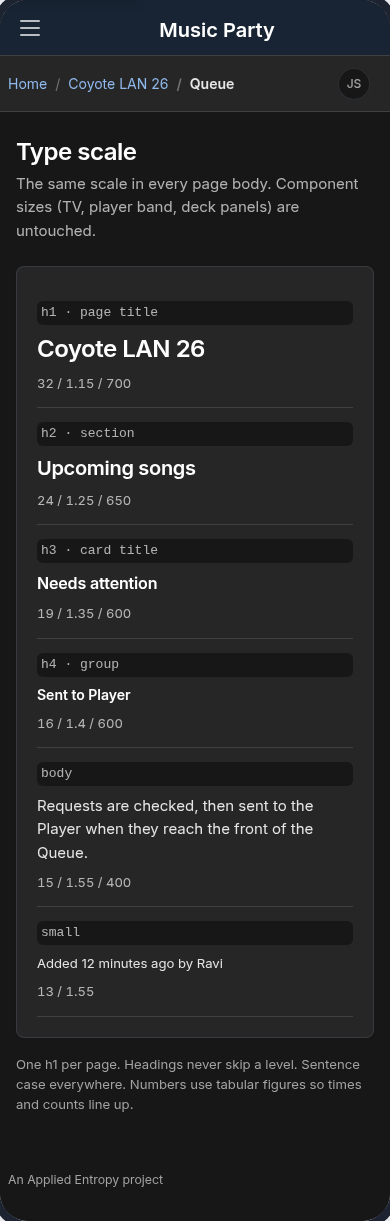 Music Party
Home / Coyote LAN 26 / Queue
JS
Type scale
The same scale in every page body. Component
sizes (TV, player band, deck panels) are
untouched.
h1 · page title
Coyote LAN 26
32 / 1.15 / 700
h2 · section
Upcoming songs
24 / 1.25 / 650
h3 · card title
Needs attention
19 / 1.35 / 600
h4 · group
Sent to Player
16 / 1.4 / 600
body
Requests are checked, then sent to the
Player when they reach the front of the
Queue.
15 / 1.55 / 400
small
Added 12 minutes ago by Ravi
13 / 1.55
One h1 per page. Headings never skip a level. Sentence
case everywhere. Numbers use tabular figures so times
and counts line up.
An Applied Entropy project